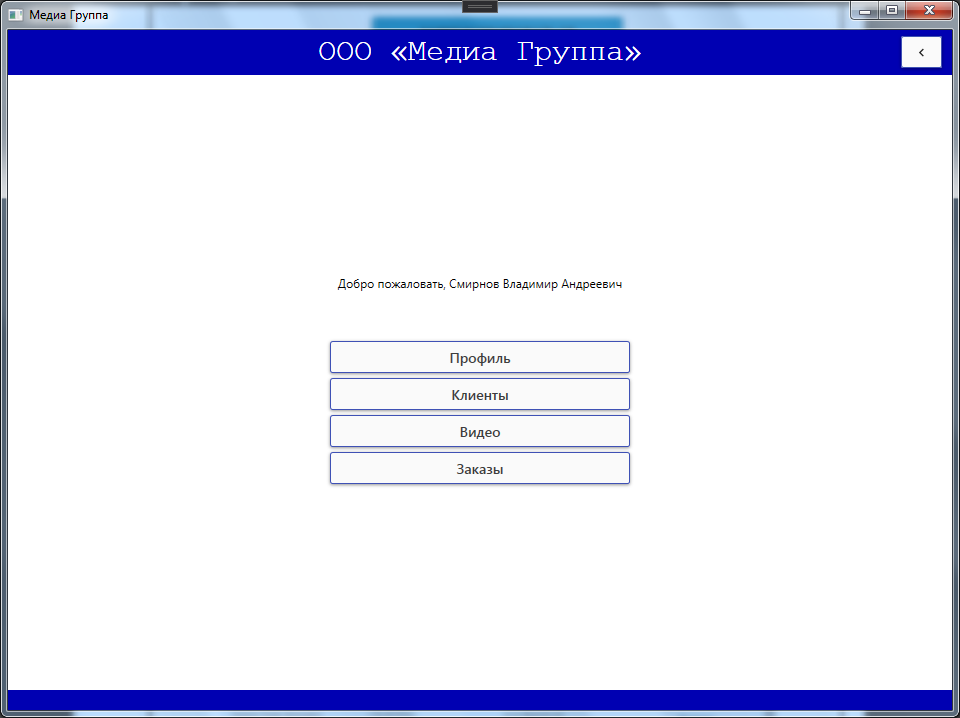 Медиа Группа
ООО «Медиа Группа»
<
Добро пожаловать, Смирнов Владимир Андреевич
Профиль
Клиенты
Видео
Заказы